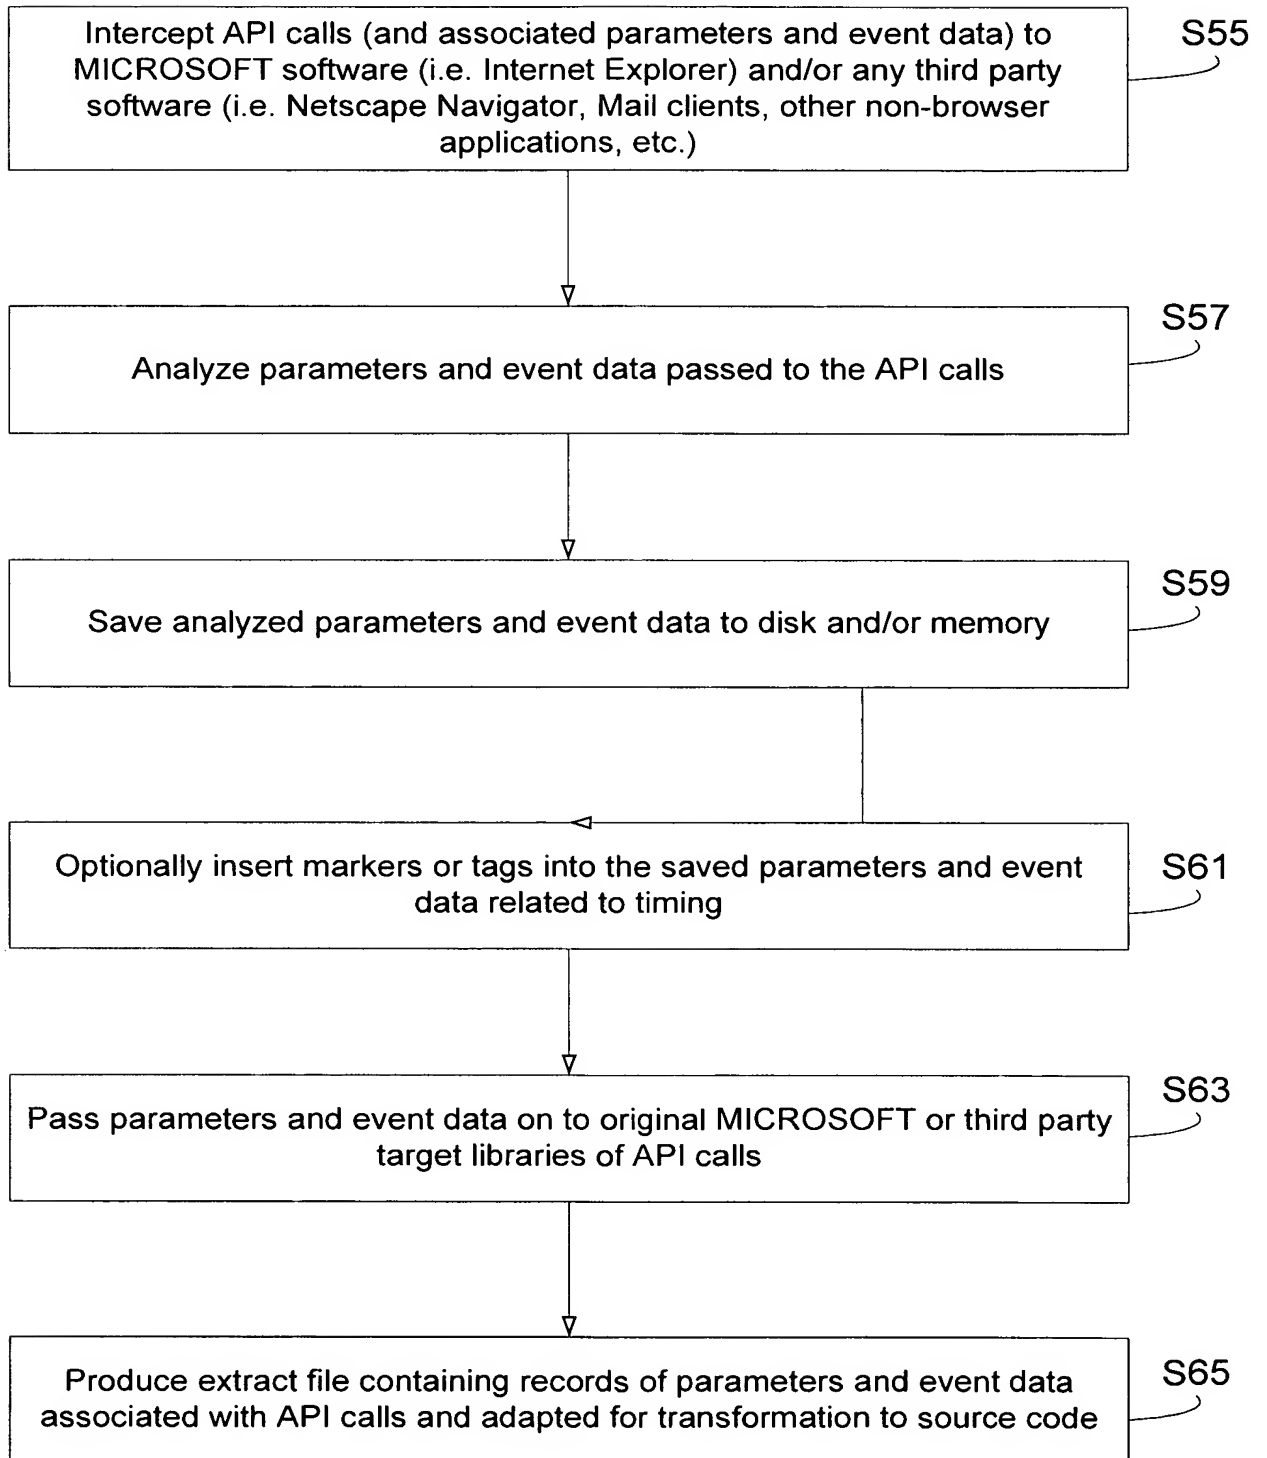 Intercept API calls (and associated parameters and event data) to
MICROSOFT software (i.e. Internet Explorer) and/or any third party
software (i.e. Netscape Navigator, Mail clients, other non-browser
applications, etc.)
S55
Analyze parameters and event data passed to the API calls
S57
Save analyzed parameters and event data to disk and/or memory
S59
Optionally insert markers or tags into the saved parameters and event
data related to timing
S61
Pass parameters and event data on to original MICROSOFT or third party
target libraries of API calls
S63
Produce extract file containing records of parameters and event data
associated with API calls and adapted for transformation to source code
S65